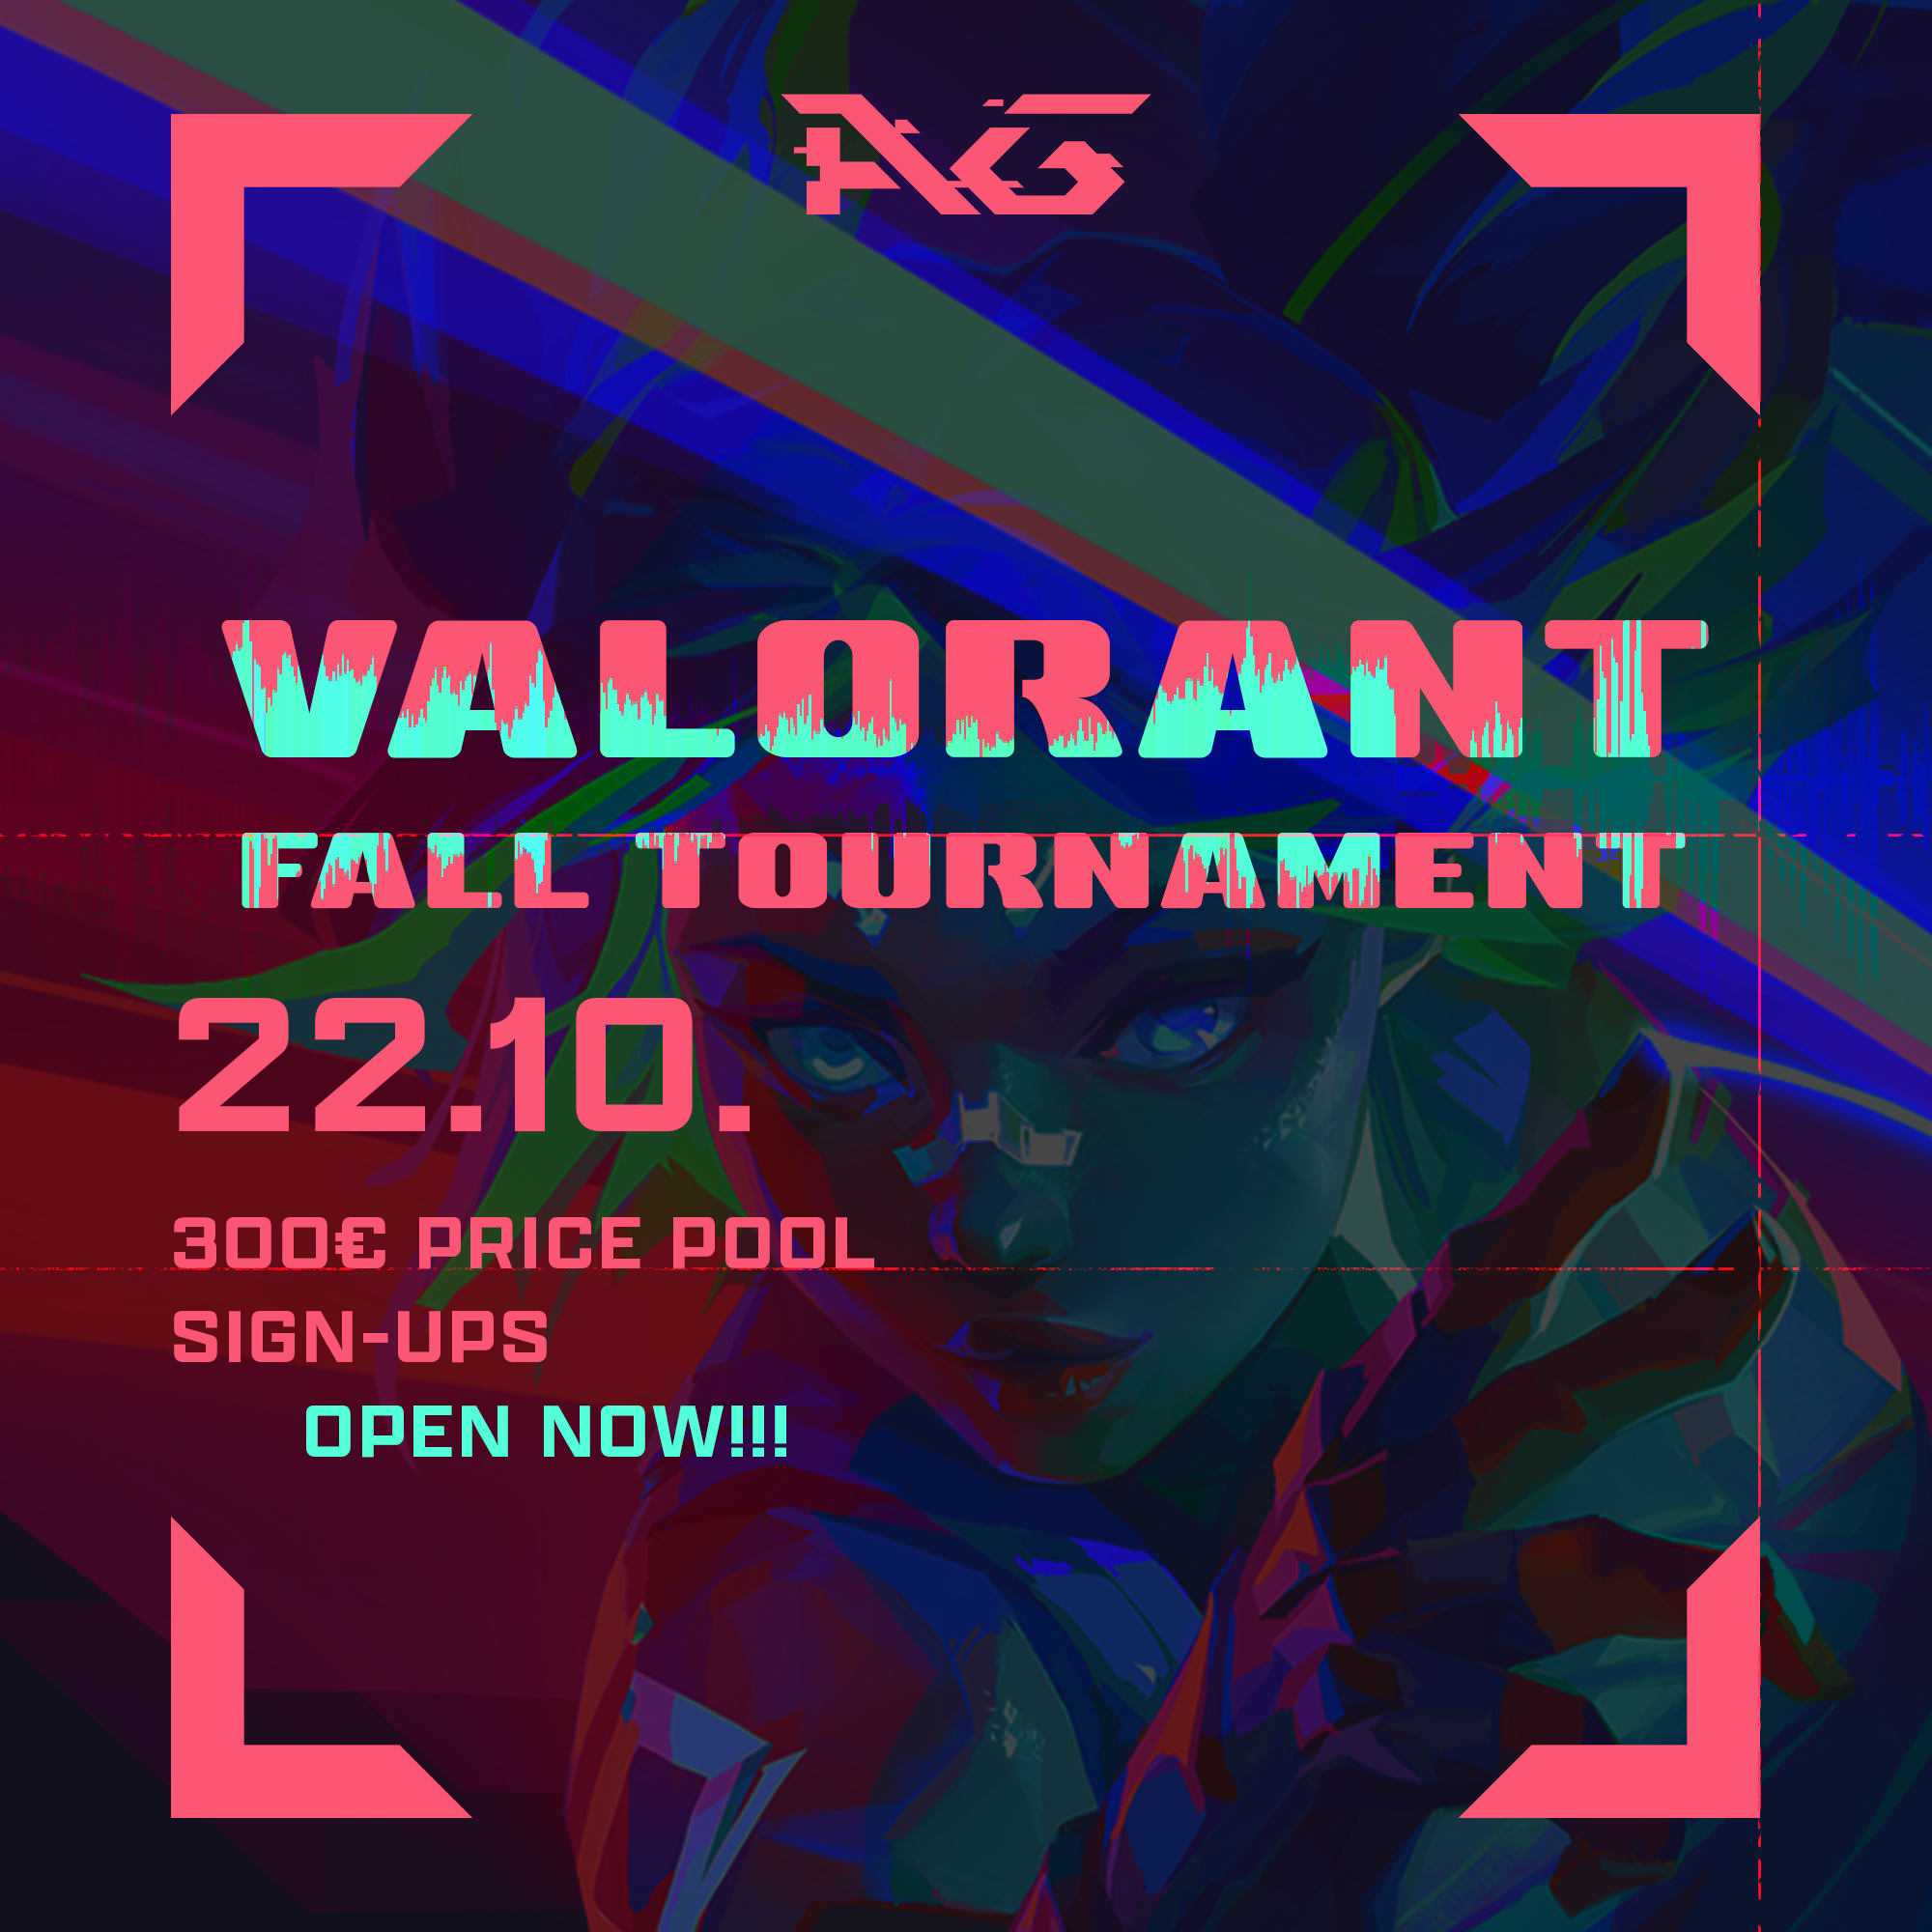 VALORANT
FALL TOURNAMENT
22.10.
300€ PRICE POOL
SIGN-UPS
OPEN NOW!!!